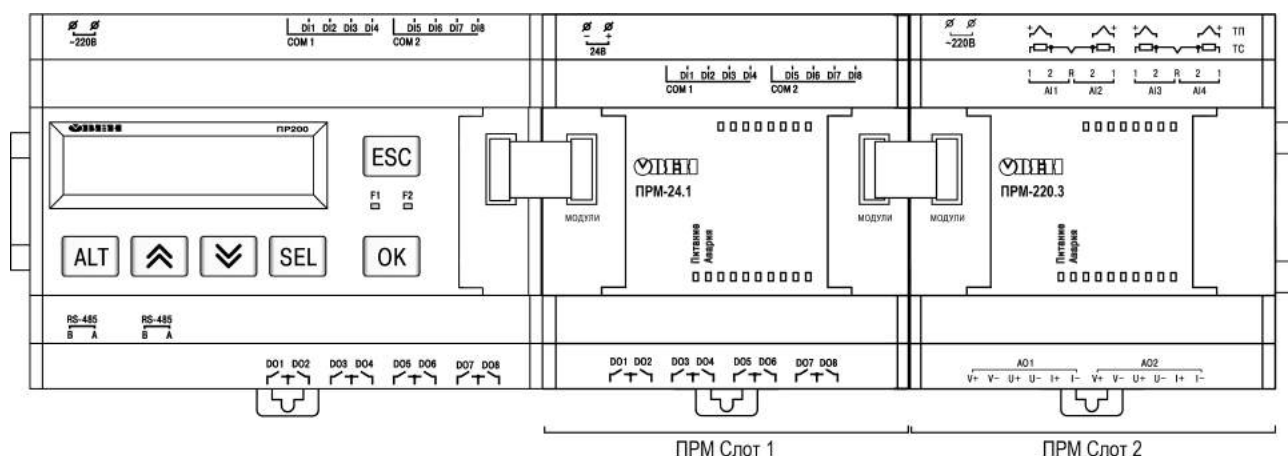 ~220В
DI1 DI2 DI3 DI4 DI5 DI6 DI7 DI8
COM 1 COM 2
- +
24В
DI1 DI2 DI3 DI4 DI5 DI6 DI7 DI8
COM 1 COM 2
~220В
+ + + + ТП
ТС
1 2 R 2 1 1 2 R 2 1
AI1 AI2 AI3 AI4
ОВЕН ПР200
ESC
F1 F2
ALT SEL OK
МОДУЛИ
ОВЕН
ПРМ-24.1
Питание
Авария
МОДУЛИ
МОДУЛИ
ОВЕН
ПРМ-220.3
Питание
Авария
RS-485 RS-485
B A B A
DO1 DO2 DO3 DO4 DO5 DO6 DO7 DO8
DO1 DO2 DO3 DO4 DO5 DO6 DO7 DO8
AO1 AO2
V+ V- U+ U- I+ I- V+ V- U+ U- I+ I-
ПРМ Слот 1 ПРМ Слот 2